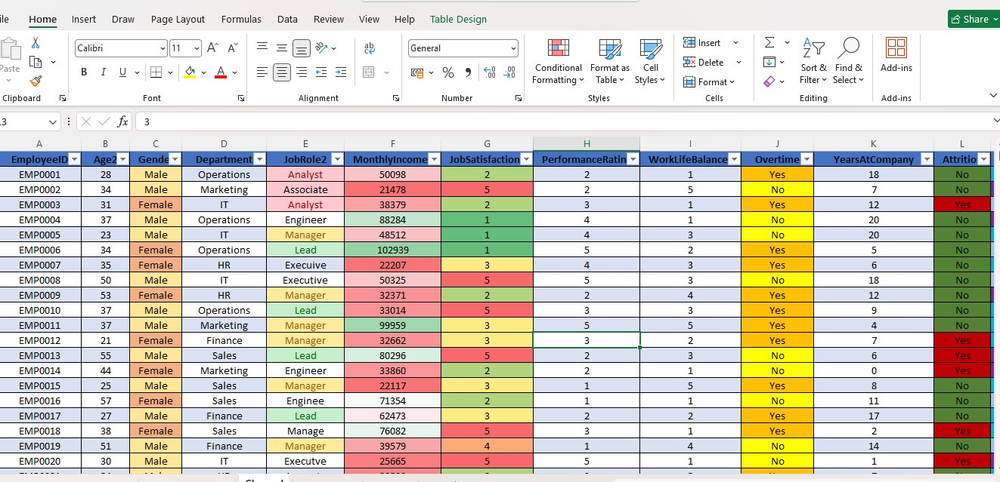 ile Home Insert Draw Page Layout Formulas Data Review View Help Table Design Share
Calibri 11 A A General Insert Σ A Z
Paste B I U A ab c % 9 Conditional Formatting Format as Table Cell Styles Delete Sort & Filter Find & Select Add-ins
Format
Clipboard Font Alignment Number Styles Cells Editing Add-ins
.3 fx 3
A B C D E F G H I J K L
EmployeeID Age2 Gende Department JobRole2 MonthlyIncome JobSatisfaction PerformanceRatin WorkLifeBalance Overtime YearsAtCompany Attritio
EMP0001 28 Male Operations Analyst 50098 2 2 1 Yes 18 No
EMP0002 34 Male Marketing Associate 21478 5 2 5 No 7 No
EMP0003 31 Female IT Analyst 38379 2 3 1 Yes 12 Yes
EMP0004 37 Male Operations Engineer 88284 1 4 1 No 20 No
EMP0005 23 Male IT Manager 48512 1 4 3 No 20 No
EMP0006 34 Female Operations Lead 102939 1 5 2 Yes 5 No
EMP0007 35 Female HR Execuive 22207 3 4 3 Yes 6 No
EMP0008 50 Male IT Executive 50325 5 5 3 No 18 No
EMP0009 53 Female HR Manager 32371 2 2 4 Yes 12 No
EMP0010 37 Male Operations Lead 33014 5 3 3 Yes 9 No
EMP0011 37 Male Marketing Manager 99959 3 5 5 Yes 4 No
EMP0012 21 Female Finance Manager 32662 3 3 2 Yes 7 Yes
EMP0013 55 Male Sales Lead 80296 5 2 3 No 6 Yes
EMP0014 44 Female Marketing Engineer 33860 2 2 1 No 0 Yes
EMP0015 25 Male Sales Manager 22117 3 1 5 Yes 8 No
EMP0016 57 Female Sales Enginee 71354 2 1 1 No 11 No
EMP0017 27 Male Finance Lead 62473 3 2 2 Yes 17 No
EMP0018 38 Female Sales Manage 76082 5 3 1 Yes 2 Yes
EMP0019 51 Male Finance Manager 39579 4 1 4 No 14 No
EMP0020 30 Male IT Executve 25665 5 5 1 No 1 Yes